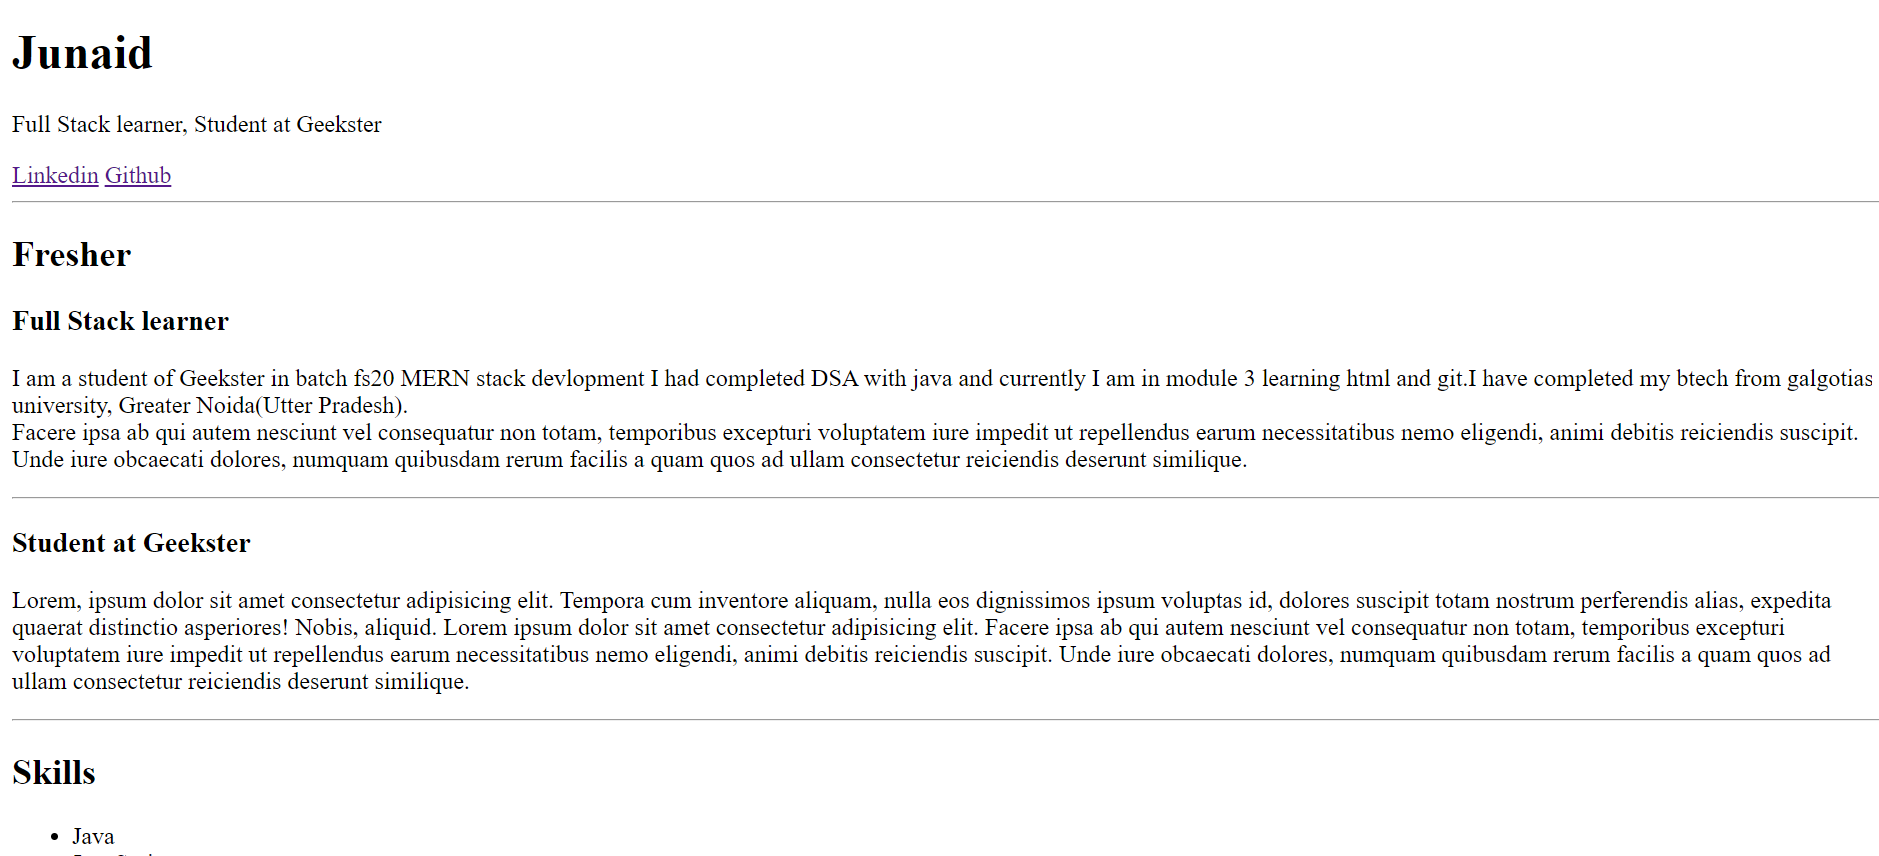 Junaid
Full Stack learner, Student at Geekster
Linkedin Github
Fresher
Full Stack learner
I am a student of Geekster in batch fs20 MERN stack devlopment I had completed DSA with java and currently I am in module 3 learning html and git.I have completed my btech from galgotias
university, Greater Noida(Utter Pradesh).
Facere ipsa ab qui autem nesciunt vel consequatur non totam, temporibus excepturi voluptatem iure impedit ut repellendus earum necessitatibus nemo eligendi, animi debitis reiciendis suscipit.
Unde iure obcaecati dolores, numquam quibusdam rerum facilis a quam quos ad ullam consectetur reiciendis deserunt similique.
Student at Geekster
Lorem, ipsum dolor sit amet consectetur adipisicing elit. Tempora cum inventore aliquam, nulla eos dignissimos ipsum voluptas id, dolores suscipit totam nostrum perferendis alias, expedita
quaerat distinctio asperiores! Nobis, aliquid. Lorem ipsum dolor sit amet consectetur adipisicing elit. Facere ipsa ab qui autem nesciunt vel consequatur non totam, temporibus excepturi
voluptatem iure impedit ut repellendus earum necessitatibus nemo eligendi, animi debitis reiciendis suscipit. Unde iure obcaecati dolores, numquam quibusdam rerum facilis a quam quos ad
ullam consectetur reiciendis deserunt similique.
Skills
Java